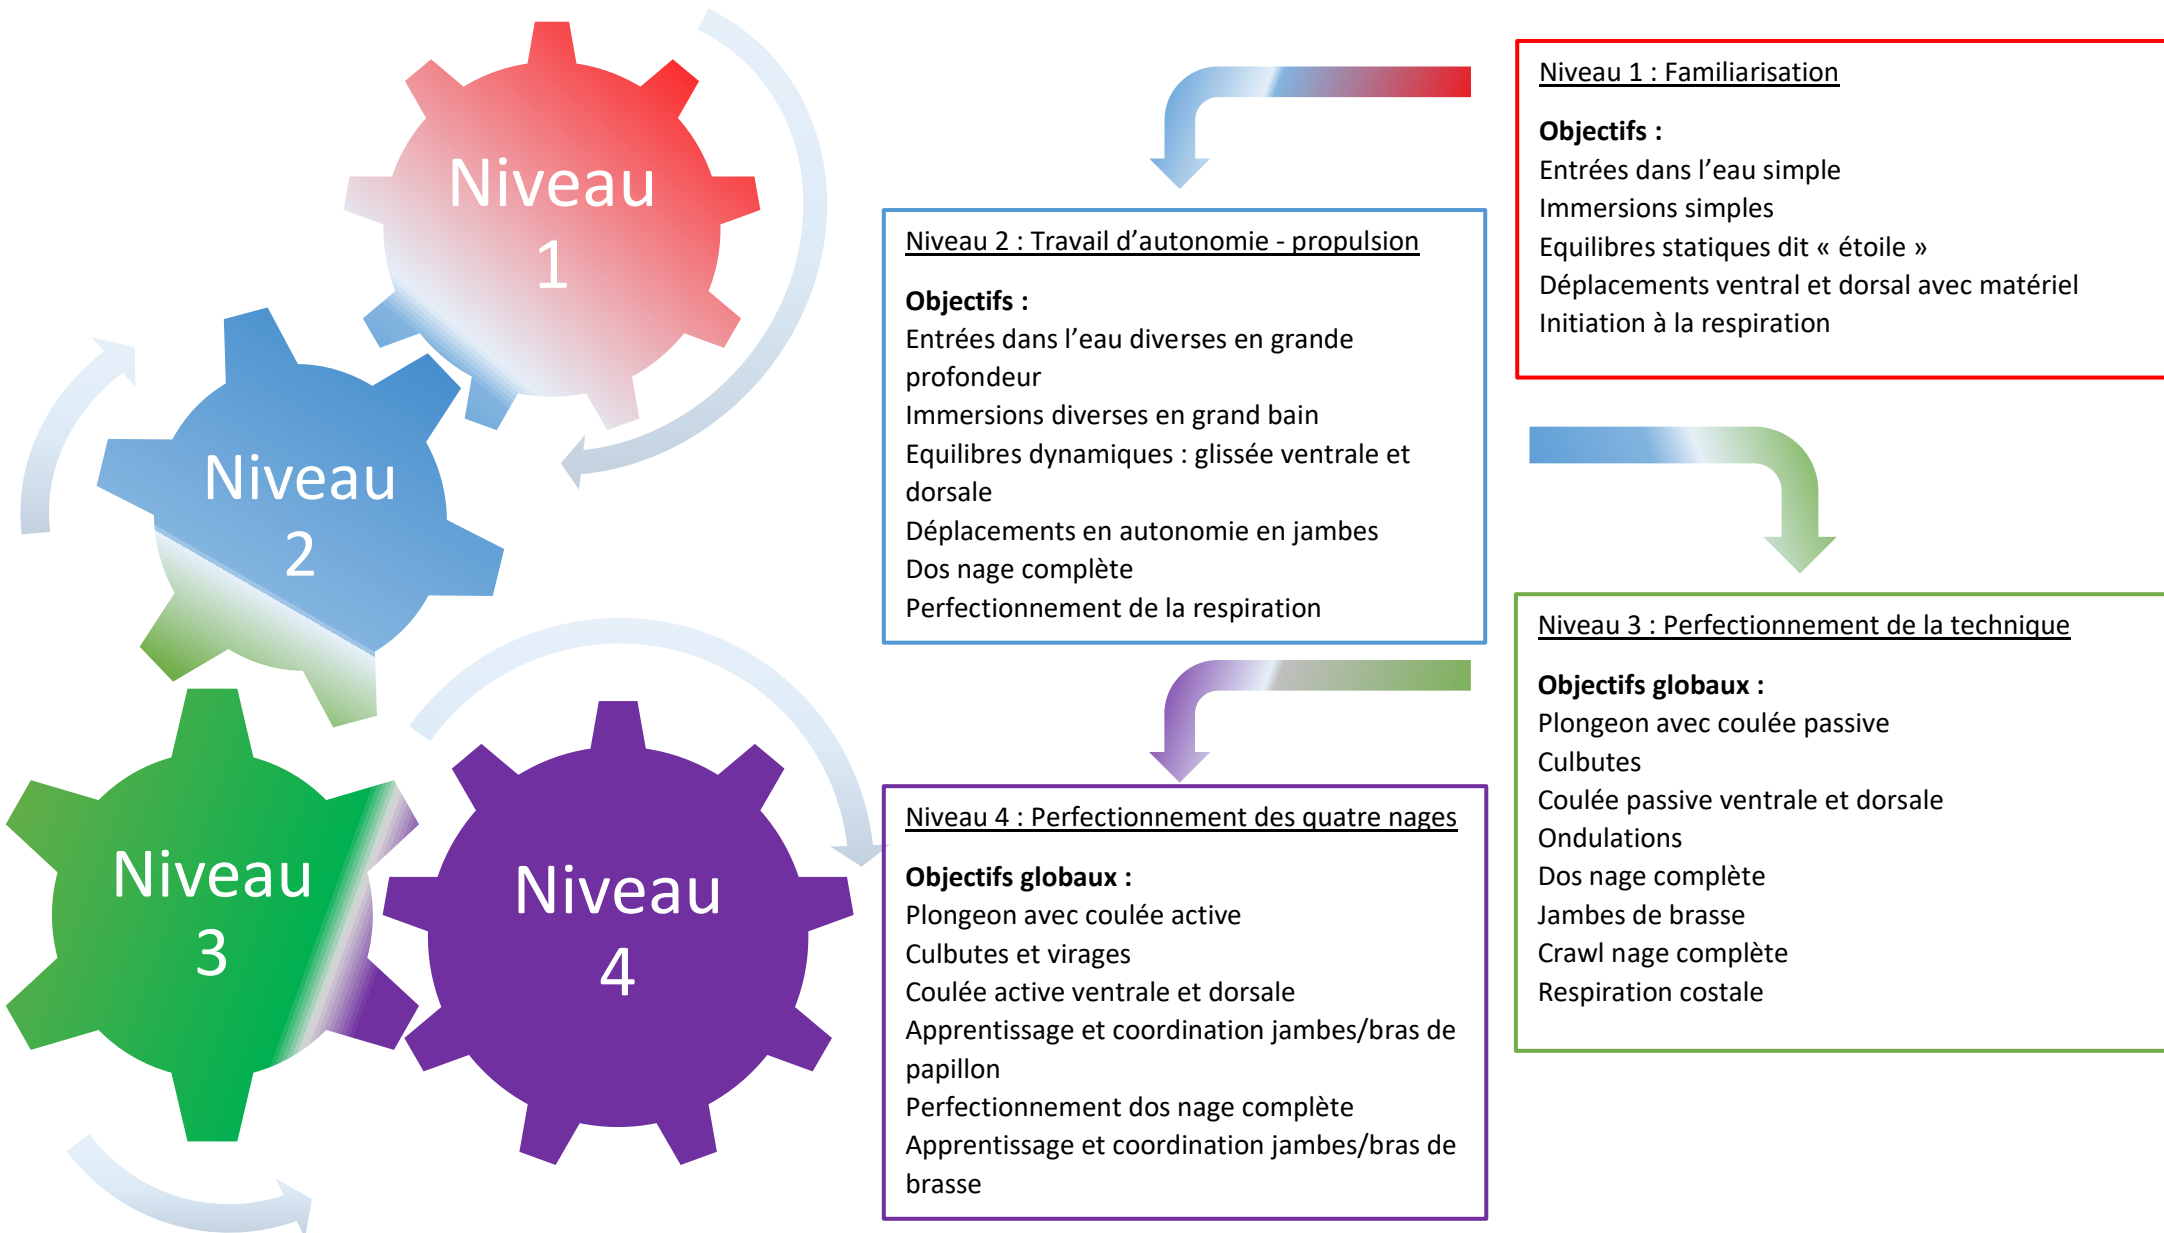 Niveau
1
Niveau
2
Niveau
3
Niveau
4
Niveau 1 : Familiarisation
Objectifs :
Entrées dans l’eau simple
Immersions simples
Equilibres statiques dit « étoile »
Déplacements ventral et dorsal avec matériel
Initiation à la respiration
Niveau 2 : Travail d’autonomie - propulsion
Objectifs :
Entrées dans l’eau diverses en grande
profondeur
Immersions diverses en grand bain
Equilibres dynamiques : glissée ventrale et
dorsale
Déplacements en autonomie en jambes
Dos nage complète
Perfectionnement de la respiration
Niveau 3 : Perfectionnement de la technique
Objectifs globaux :
Plongeon avec coulée passive
Culbutes
Coulée passive ventrale et dorsale
Ondulations
Dos nage complète
Jambes de brasse
Crawl nage complète
Respiration costale
Niveau 4 : Perfectionnement des quatre nages
Objectifs globaux :
Plongeon avec coulée active
Culbutes et virages
Coulée active ventrale et dorsale
Apprentissage et coordination jambes/bras de
papillon
Perfectionnement dos nage complète
Apprentissage et coordination jambes/bras de
brasse